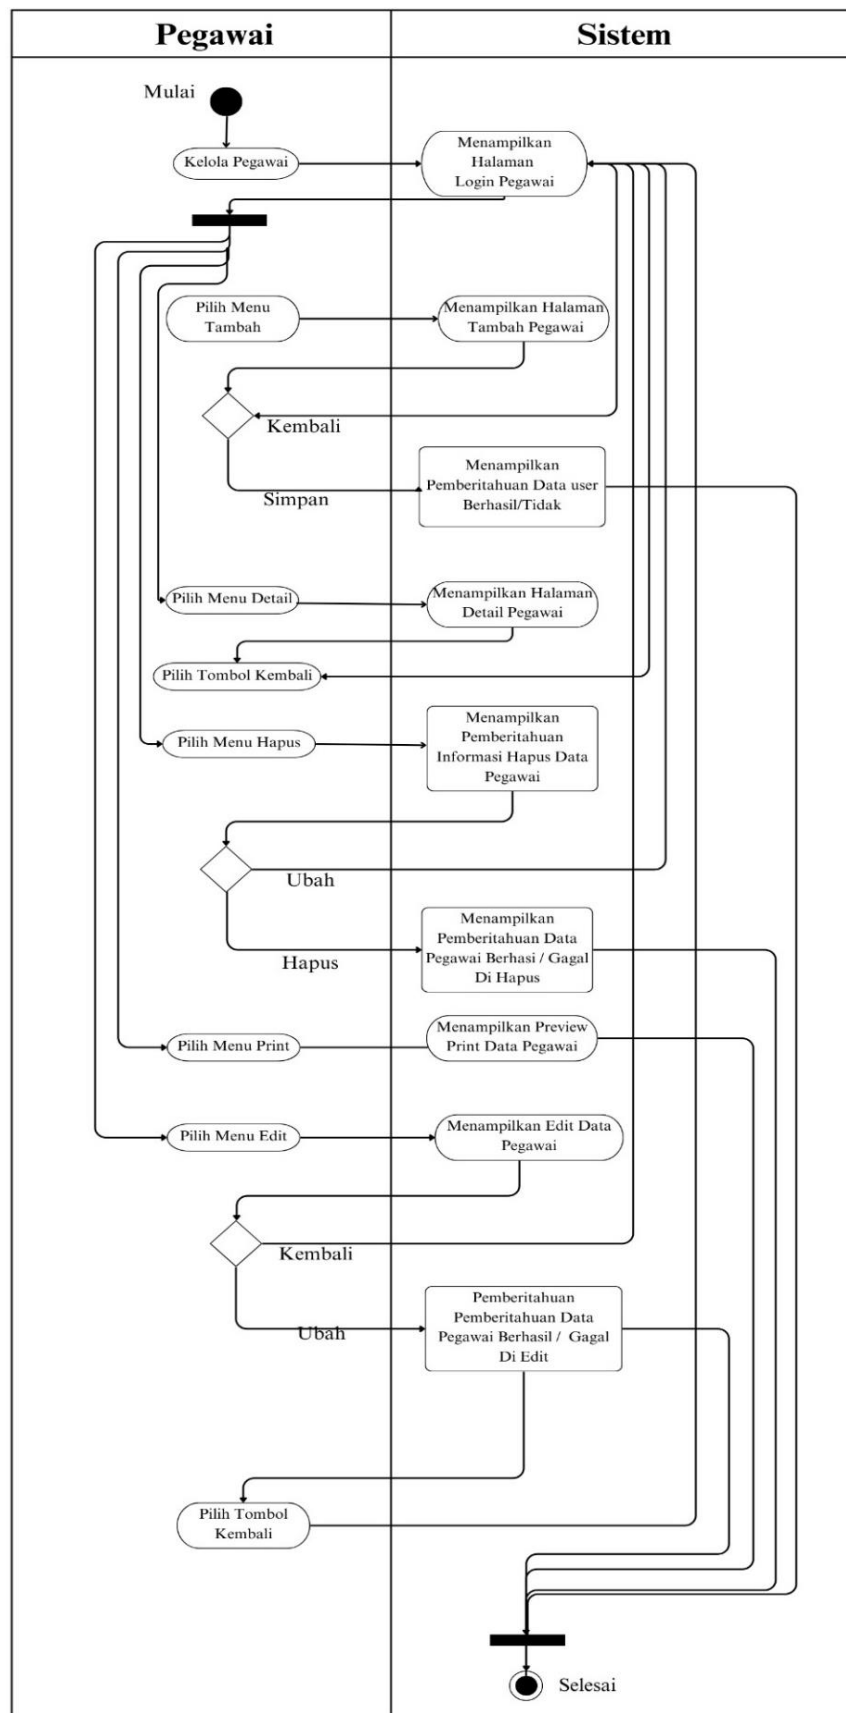 Pegawai
Sistem
Mulai
Kelola Pegawai
Menampilkan
Halaman
Login Pegawai
Pilih Menu
Tambah
Menampilkan Halaman
Tambah Pegawai
Kembali
Simpan
Menampilkan
Pemberitahuan Data user
Berhasil/Tidak
Pilih Menu Detail
Menampilkan Halaman
Detail Pegawai
Pilih Tombol Kembali
Pilih Menu Hapus
Menampilkan
Pemberitahuan
Informasi Hapus Data
Pegawai
Ubah
Hapus
Menampilkan
Pemberitahuan Data
Pegawai Berhasi / Gagal
Di Hapus
Pilih Menu Print
Menampilkan Preview
Print Data Pegawai
Pilih Menu Edit
Menampilkan Edit Data
Pegawai
Kembali
Ubah
Pemberitahuan
Pemberitahuan Data
Pegawai Berhasil / Gagal
Di Edit
Pilih Tombol
Kembali
Selesai